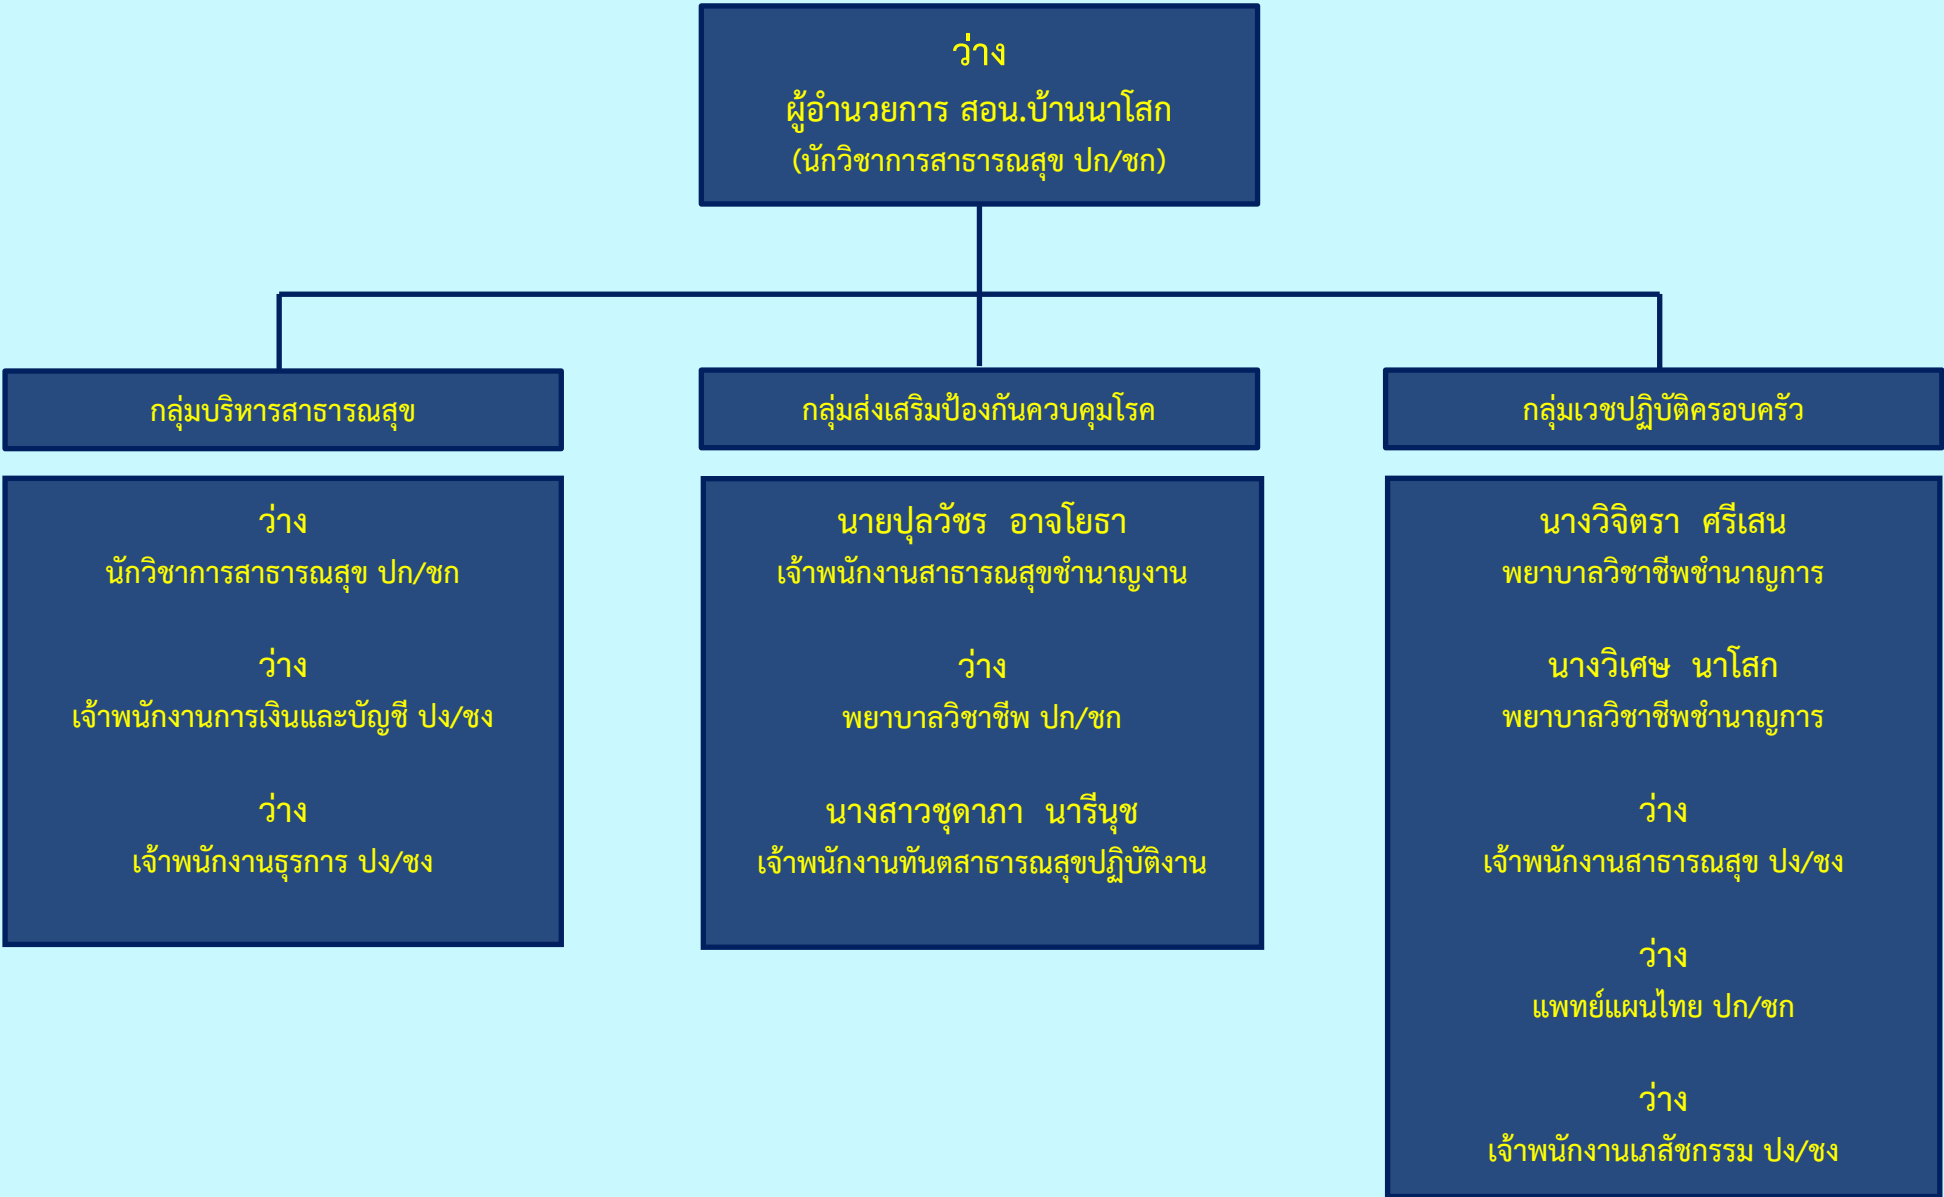 ว่าง
ผู้อำนวยการ สอน.บ้านนาโสก
(นักวิชาการสาธารณสุข ปก/ชก)
กลุ่มบริหารสาธารณสุข
ว่าง
นักวิชาการสาธารณสุข ปก/ชก
ว่าง
เจ้าพนักงานการเงินและบัญชี ปง/ชง
ว่าง
เจ้าพนักงานธุรการ ปง/ชง
กลุ่มส่งเสริมป้องกันควบคุมโรค
นายปุลวัชร อาจโยธา
เจ้าพนักงานสาธารณสุขชำนาญงาน
ว่าง
พยาบาลวิชาชีพ ปก/ชก
นางสาวชุดาภา นารีนุช
เจ้าพนักงานทันตสาธารณสุขปฏิบัติงาน
กลุ่มเวชปฏิบัติครอบครัว
นางวิจิตรา ศรีเสน
พยาบาลวิชาชีพชำนาญการ
นางวิเศษ นาโสก
พยาบาลวิชาชีพชำนาญการ
ว่าง
เจ้าพนักงานสาธารณสุข ปง/ชง
ว่าง
แพทย์แผนไทย ปก/ชก
ว่าง
เจ้าพนักงานเภสัชกรรม ปง/ชง